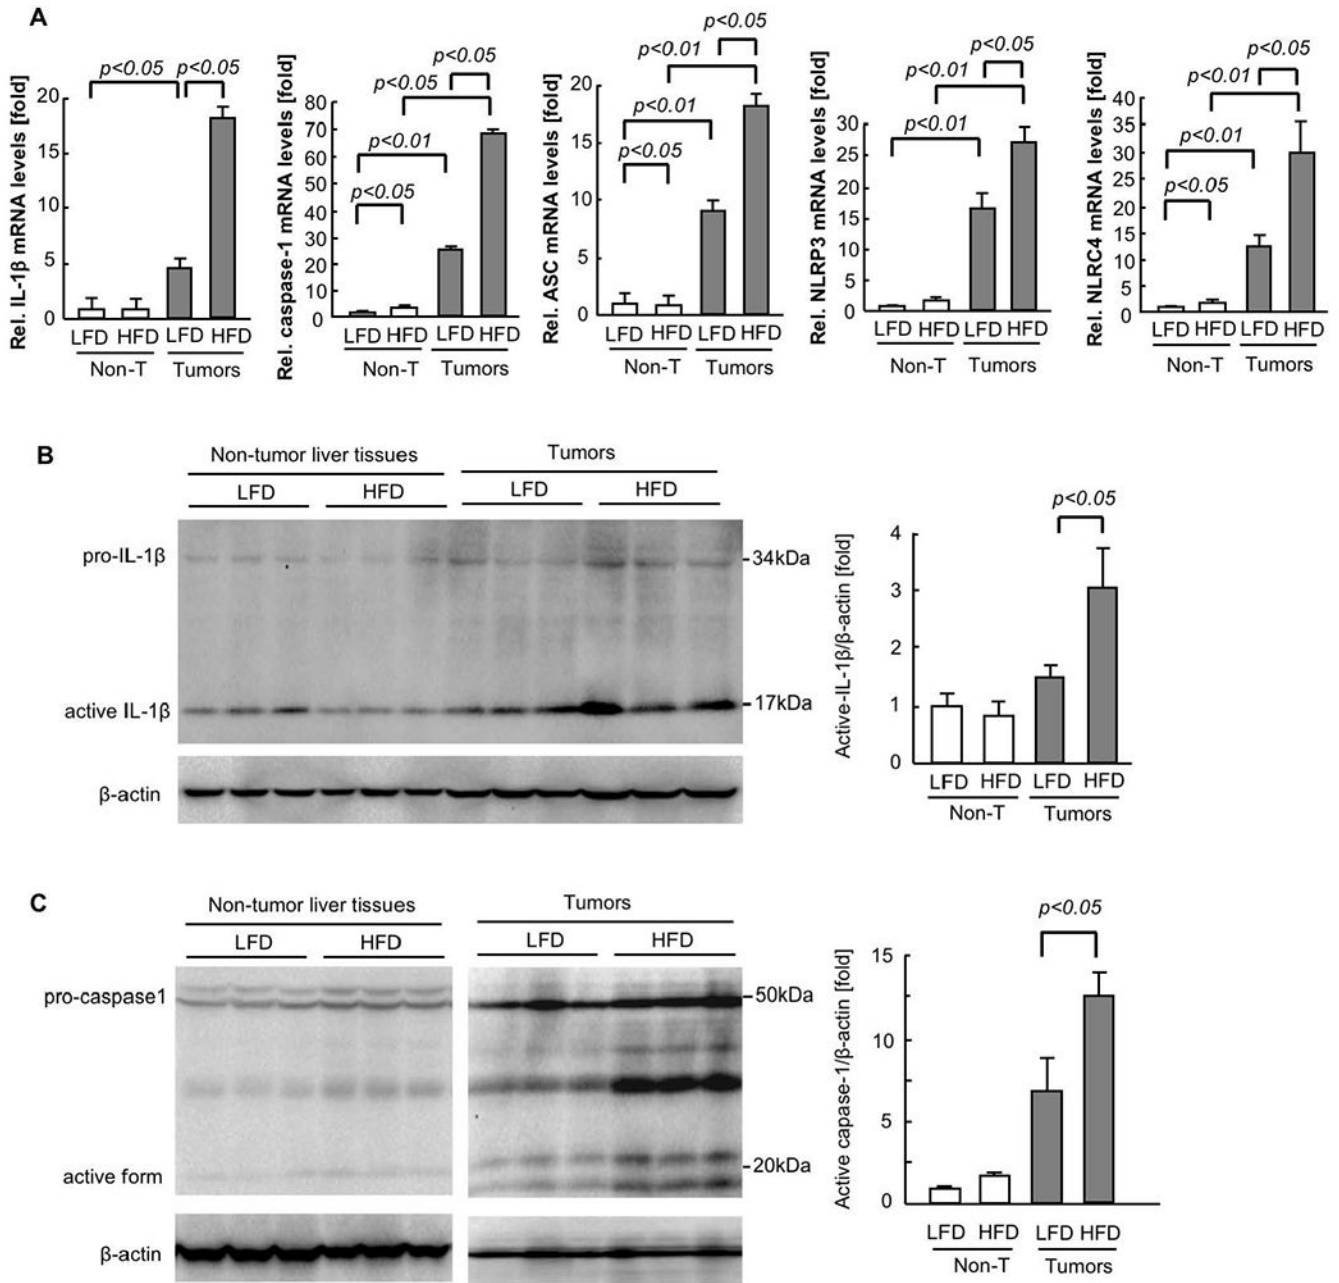 A
Rel. IL-1β mRNA levels [fold]
20
15
10
5
0
p<0.05
p<0.05
LFD HFD LFD HFD
Non-T Tumors
Rel. caspase-1 mRNA levels [fold]
80
70
60
50
40
30
20
10
0
p<0.05
p<0.05
p<0.01
p<0.05
LFD HFD LFD HFD
Non-T Tumors
Rel. ASC mRNA levels [fold]
20
15
10
5
0
p<0.05
p<0.01
p<0.01
p<0.05
LFD HFD LFD HFD
Non-T Tumors
Rel. NLRP3 mRNA levels [fold]
30
25
20
15
10
5
0
p<0.05
p<0.01
p<0.01
LFD HFD LFD HFD
Non-T Tumors
Rel. NLRC4 mRNA levels [fold]
40
35
30
25
20
15
10
5
0
p<0.05
p<0.01
p<0.01
p<0.05
LFD HFD LFD HFD
Non-T Tumors
B
Non-tumor liver tissues Tumors
LFD HFD LFD HFD
pro-IL-1β
-34kDa
active IL-1β
-17kDa
β-actin
Active-IL-1β/β-actin [fold]
4
3
2
1
0
p<0.05
LFD HFD LFD HFD
Non-T Tumors
C
Non-tumor liver tissues Tumors
LFD HFD LFD HFD
pro-caspase1
-50kDa
active form
-20kDa
β-actin
Active capase-1/β-actin [fold]
15
10
5
0
p<0.05
LFD HFD LFD HFD
Non-T Tumors